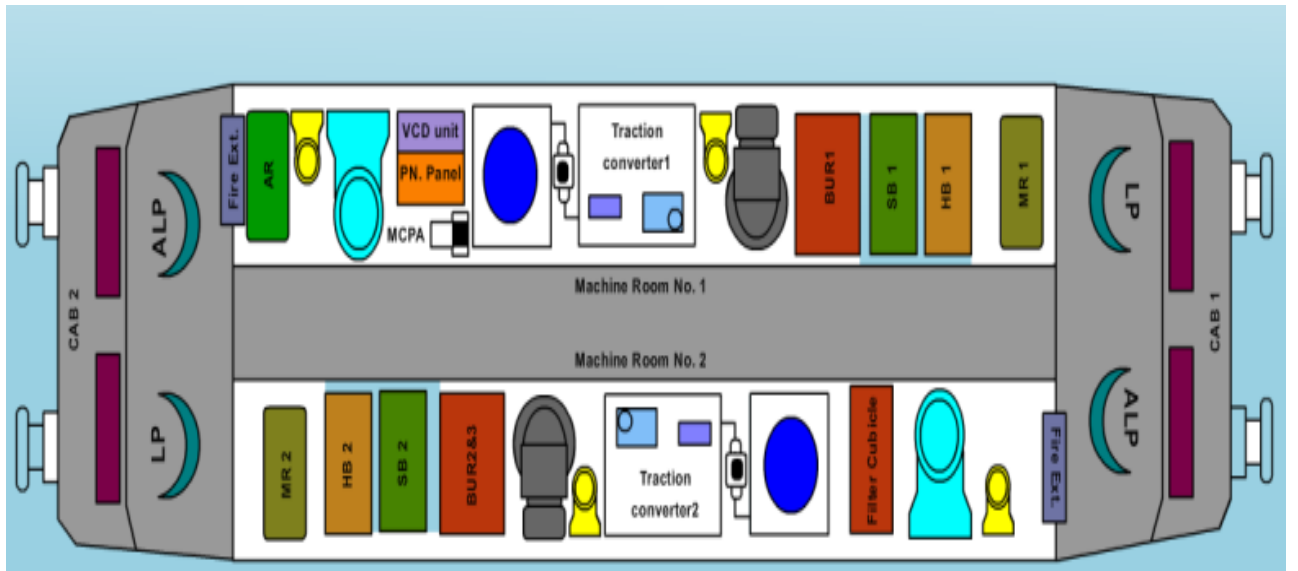 Fire Ext.
AR
VCD unit
PN. Panel
MCPA
Traction
converter1
BUR1
SB 1
HB 1
MR 1
ALP
LP
CAB 2
CAB 1
Machine Room No. 1
Machine Room No. 2
LP
ALP
MR 2
HB 2
SB 2
BUR2&3
Traction
converter2
Filter Cubicle
Fire Ext.